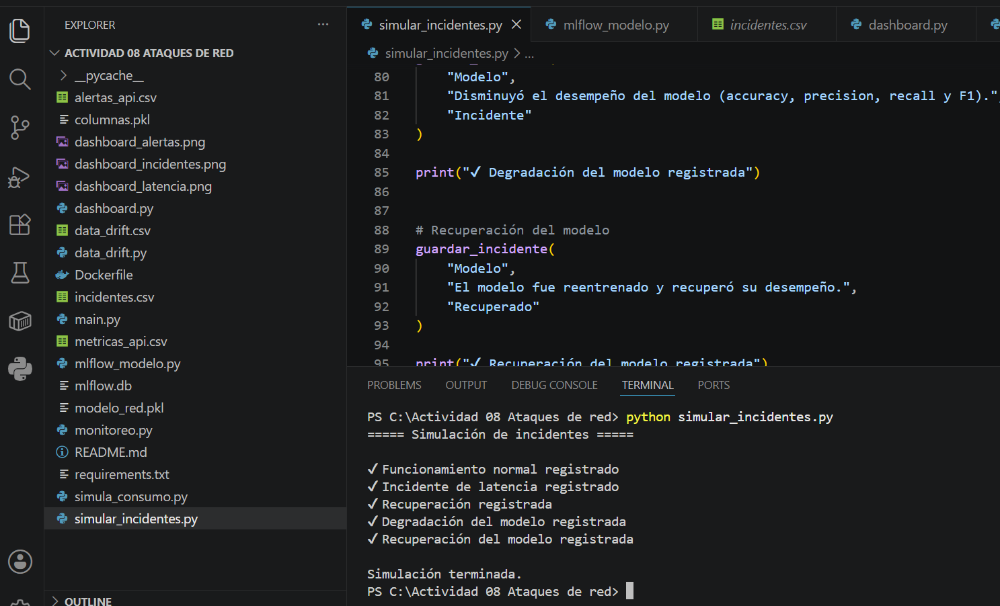 EXPLORER
ACTIVIDAD 08 ATAQUES DE RED
__pycache__
alertas_api.csv
columnas.pkl
dashboard_alertas.png
dashboard_incidentes.png
dashboard_latencia.png
dashboard.py
data_drift.csv
data_drift.py
Dockerfile
incidentes.csv
main.py
metricas_api.csv
mlflow_modelo.py
mlflow.db
modelo_red.pkl
monitoreo.py
README.md
requirements.txt
simula_consumo.py
simular_incidentes.py
OUTLINE
simular_incidentes.py mlflow_modelo.py incidentes.csv dashboard.py
simular_incidentes.py > ...
80 "Modelo",
81 "Disminuyó el desempeño del modelo (accuracy, precision, recall y F1).",
82 "Incidente"
83 )
84
85 print("✓ Degradación del modelo registrada")
86
87
88 # Recuperación del modelo
89 guardar_incidente(
90 "Modelo",
91 "El modelo fue reentrenado y recuperó su desempeño.",
92 "Recuperado"
93 )
94
95 print("✓ Recuperación del modelo registrada")
PROBLEMS OUTPUT DEBUG CONSOLE TERMINAL PORTS
PS C:\Actividad 08 Ataques de red> python simular_incidentes.py
===== Simulación de incidentes =====
✓ Funcionamiento normal registrado
✓ Incidente de latencia registrado
✓ Recuperación registrada
✓ Degradación del modelo registrada
✓ Recuperación del modelo registrada
Simulación terminada.
PS C:\Actividad 08 Ataques de red>